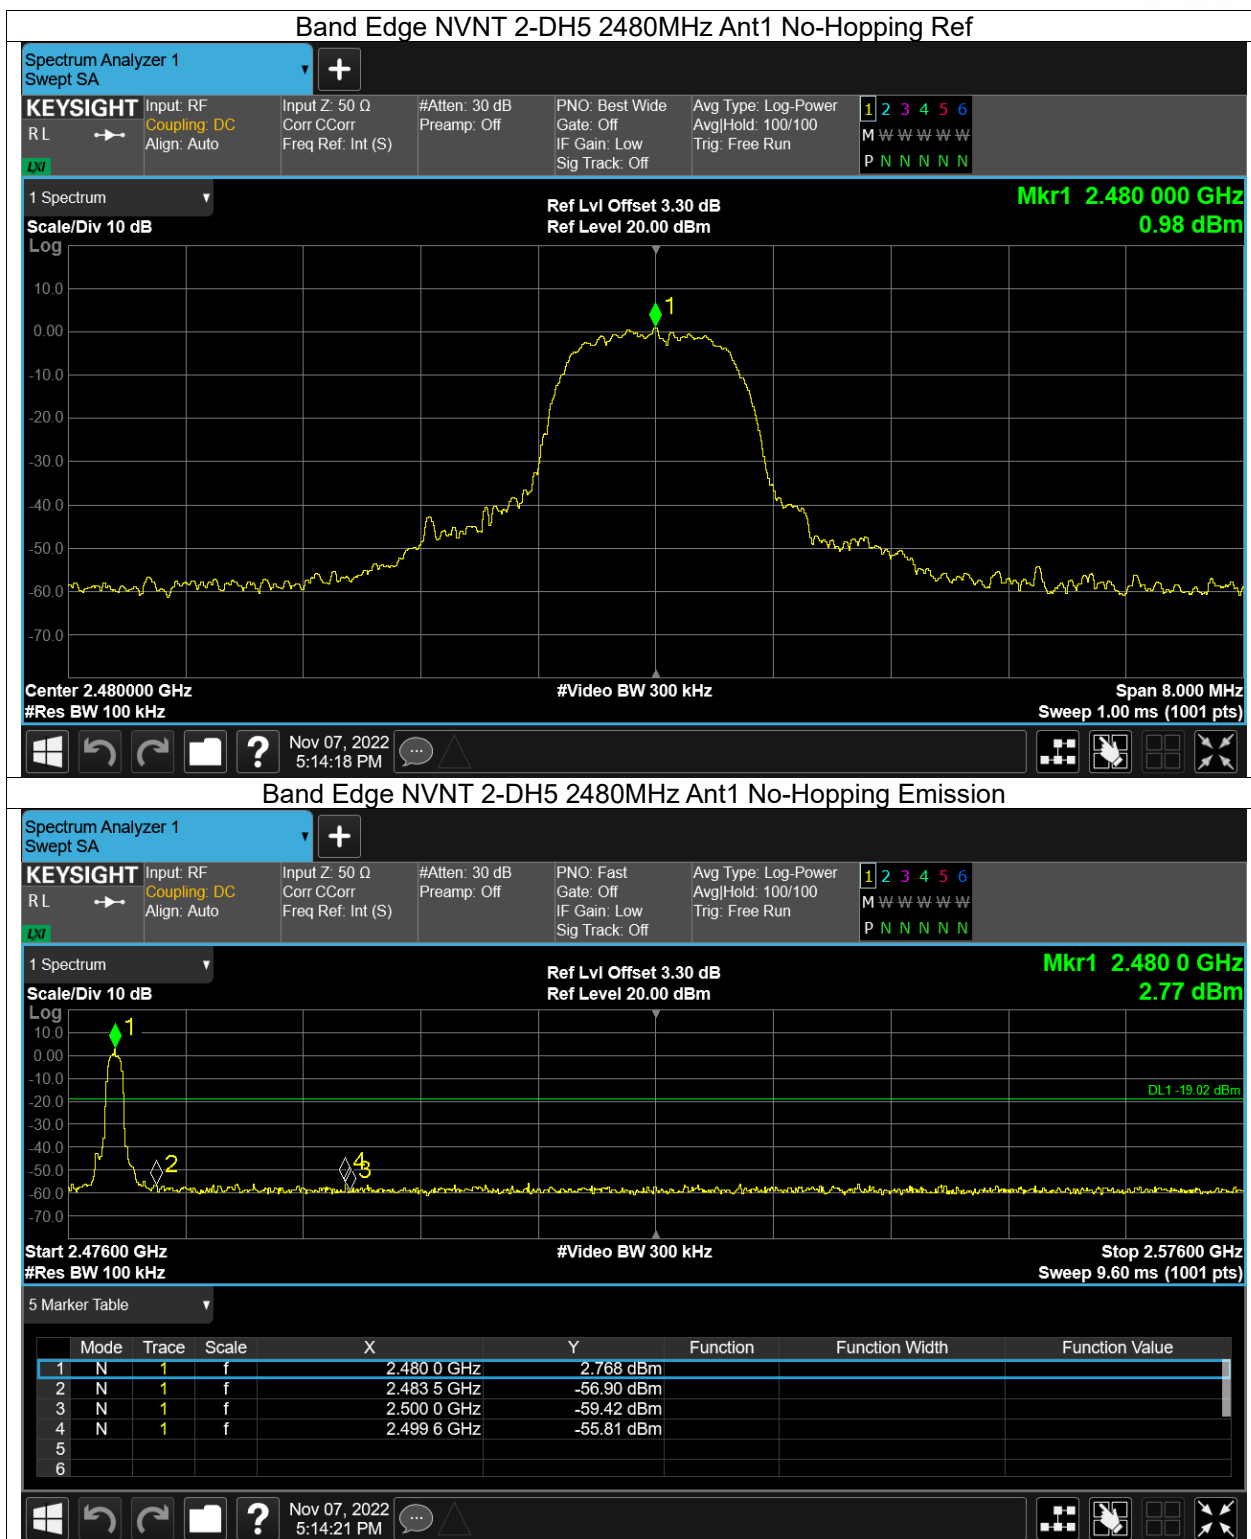 Band Edge NVNT 2-DH5 2480MHz Ant1 No-Hopping Ref
Spectrum Analyzer 1
Swept SA
KEYSIGHT Input: RF Input Z: 50 Ω #Atten: 30 dB PNO: Best Wide Avg Type: Log-Power 1 2 3 4 5 6
R L Coupling: DC Corr CCorr Preamp: Off Gate: Off Avg|Hold: 100/100 M W W W W W
Align: Auto Freq Ref: Int (S) IF Gain: Low Trig: Free Run
LXI Sig Track: Off P N N N N N
1 Spectrum Ref Lvl Offset 3.30 dB Mkr1 2.480 000 GHz
Scale/Div 10 dB Ref Level 20.00 dBm 0.98 dBm
Log
1
10.0
0.00
-10.0
-20.0
-30.0
-40.0
-50.0
-60.0
-70.0
Center 2.480000 GHz #Video BW 300 kHz Span 8.000 MHz
#Res BW 100 kHz Sweep 1.00 ms (1001 pts)
? Nov 07, 2022
5:14:18 PM
Band Edge NVNT 2-DH5 2480MHz Ant1 No-Hopping Emission
Spectrum Analyzer 1
Swept SA
KEYSIGHT Input: RF Input Z: 50 Ω #Atten: 30 dB PNO: Fast Avg Type: Log-Power 1 2 3 4 5 6
R L Coupling: DC Corr CCorr Preamp: Off Gate: Off Avg|Hold: 100/100 M W W W W W
Align: Auto Freq Ref: Int (S) IF Gain: Low Trig: Free Run
LXI Sig Track: Off P N N N N N
1 Spectrum Ref Lvl Offset 3.30 dB Mkr1 2.480 0 GHz
Scale/Div 10 dB Ref Level 20.00 dBm 2.77 dBm
Log
1
10.0
0.00
-10.0
DL1 -19.02 dBm
-20.0
-30.0
-40.0
2 4 3
-50.0
-60.0
-70.0
Start 2.47600 GHz #Video BW 300 kHz Stop 2.57600 GHz
#Res BW 100 kHz Sweep 9.60 ms (1001 pts)
5 Marker Table
Mode Trace Scale X Y Function Function Width Function Value
1 N 1 f 2.480 0 GHz 2.768 dBm
2 N 1 f 2.483 5 GHz -56.90 dBm
3 N 1 f 2.500 0 GHz -59.42 dBm
4 N 1 f 2.499 6 GHz -55.81 dBm
5
6
? Nov 07, 2022
5:14:21 PM